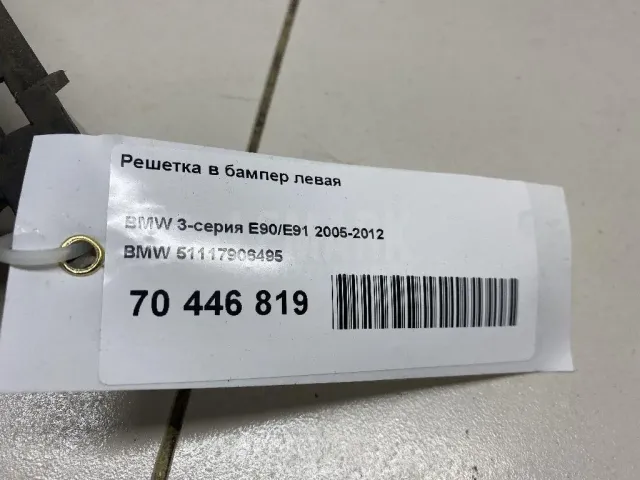 Решетка в бампер левая
BMW 3-серия E90/E91 2005-2012
BMW 51117906495
70 446 819